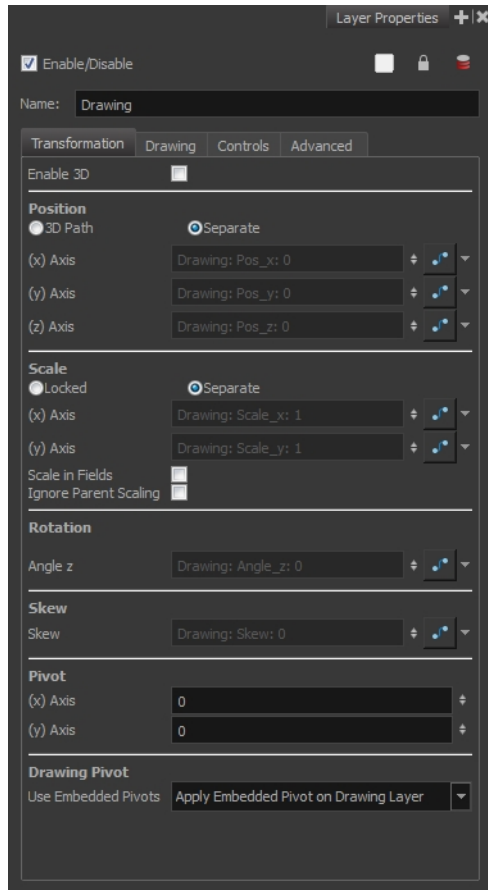 Layer Properties
Enable/Disable
Name: Drawing
Transformation Drawing Controls Advanced
Enable 3D
Position
3D Path Separate
(x) Axis Drawing: Pos_x: 0
(y) Axis Drawing: Pos_y: 0
(z) Axis Drawing: Pos_z: 0
Scale
Locked Separate
(x) Axis Drawing: Scale_x: 1
(y) Axis Drawing: Scale_y: 1
Scale in Fields
Ignore Parent Scaling
Rotation
Angle z Drawing: Angle_z: 0
Skew
Skew Drawing: Skew: 0
Pivot
(x) Axis 0
(y) Axis 0
Drawing Pivot
Use Embedded Pivots Apply Embedded Pivot on Drawing Layer